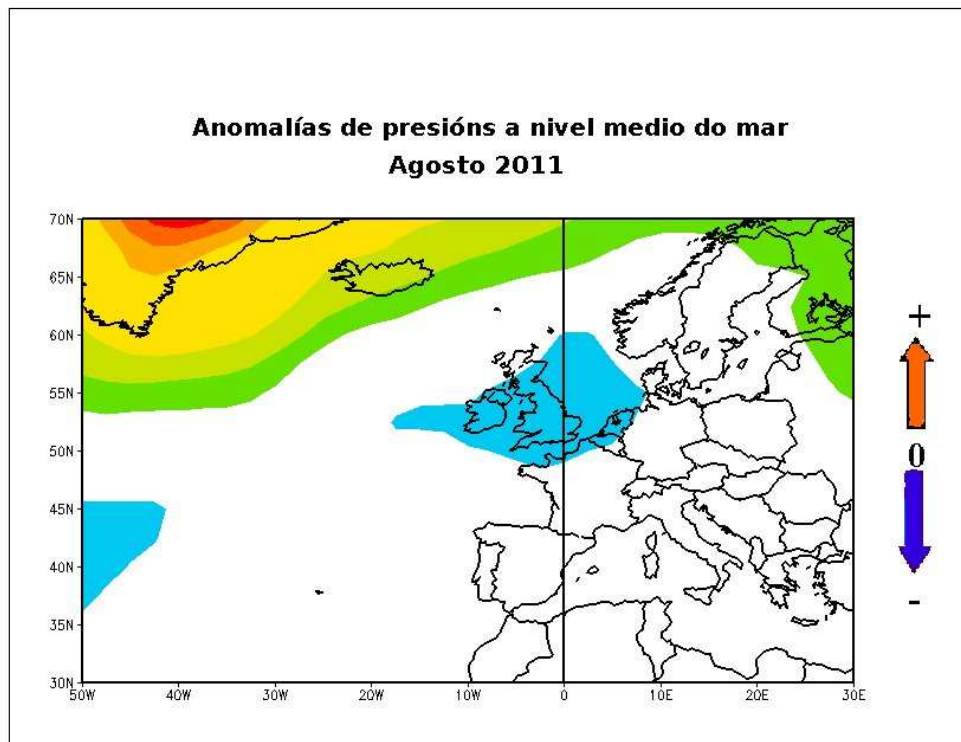 Anomalías de presións a nivel medio do mar
Agosto 2011
70N
65N
60N
55N
50N
45N
40N
35N
30N
50W 40W 30W 20W 10W 0 10E 20E 30E
+
0
-